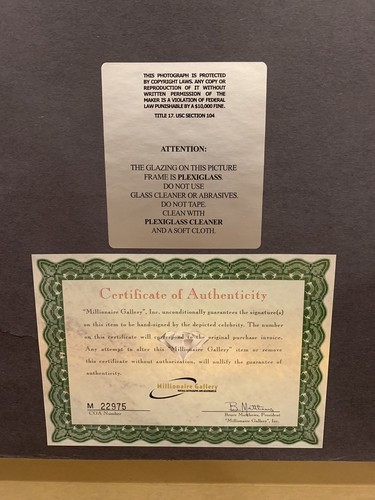 THIS PHOTOGRAPH IS PROTECTED
BY COPYRIGHT LAWS. ANY COPY OR
REPRODUCTION OF IT WITHOUT
WRITTEN PERMISSION OF THE
MAKER IS A VIOLATION OF FEDERAL
LAW PUNISHABLE BY A $10,000 FINE.
TITLE 17- USC SECTION 104
ATTENTION:
THE GLAZING ON THIS PICTURE
FRAME IS PLEXIGLASS.
DO NOT USE
GLASS CLEANER OR ABRASIVES.
DO NOT TAPE.
CLEAN WITH
PLEXIGLASS CLEANER
AND A SOFT CLOTH.
Certificate of Authenticity
"Millionaire Gallery", Inc. unconditionally guarantees the signature(s)
on this item to be hand-signed by the depicted celebrity. The number
on this certificate will correspond to the original purchase invoice.
Any attempt to alter this "Millionaire Gallery" item or remove
this certificate without authorization, will nullify the guarantee of
authenticity.
Millionaire Gallery
M 22975
COA Number
Bruce Matthews, President
"Millionaire Gallery", Inc.